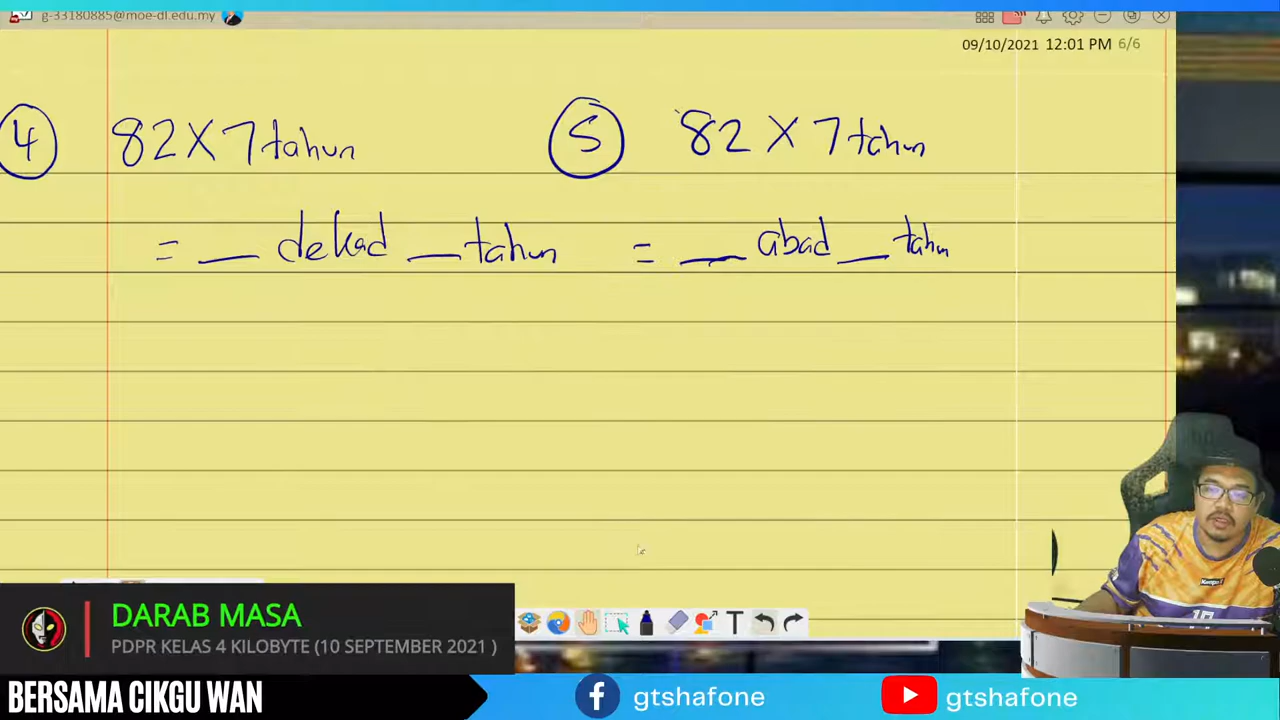 g-33180885@moe-dl.edu.my
09/10/2021 12:01 PM 6/6
4 82 X 7 tahun
= __ dekad __ tahun
5 82 X 7 tahun
= __ abad __ tahun
T
DARAB MASA
PDPR KELAS 4 KILOBYTE (10 SEPTEMBER 2021 )
BERSAMA CIKGU WAN
gtshafone
gtshafone